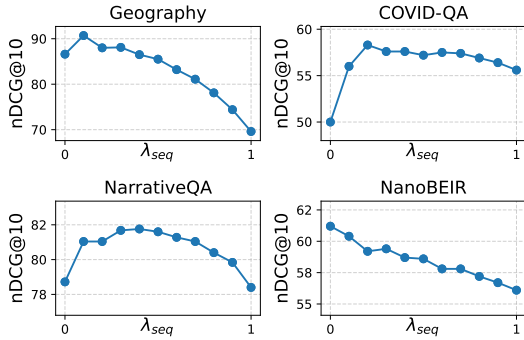 Geography
nDCG@10
90
80
70
0
1
λseq
COVID-QA
nDCG@10
60
55
50
0
1
λseq
NarrativeQA
nDCG@10
82
80
78
0
1
λseq
NanoBEIR
nDCG@10
62
60
58
55
0
1
λseq